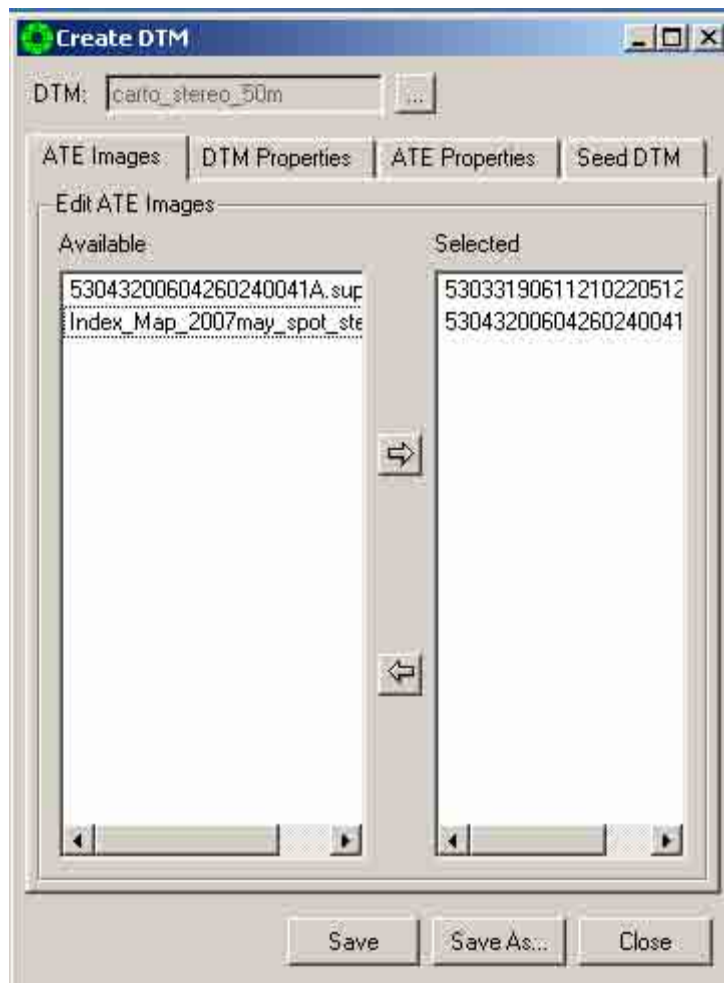 Create DTM
DTM: carto_stereo_50m ...
ATE Images DTM Properties ATE Properties Seed DTM
Edit ATE Images
Available Selected
53043200604260240041A.sup 53033190611210220512
Index_Map_2007may_spot_ste 53043200604260240041
Save Save As... Close